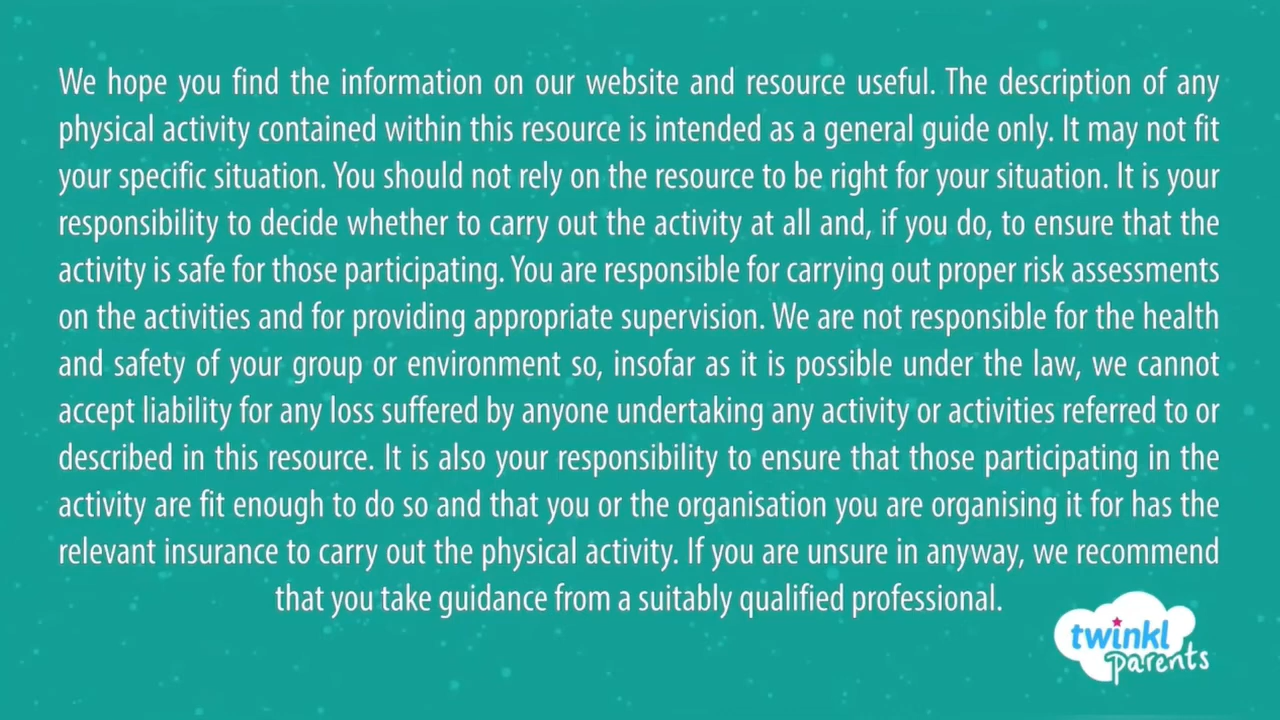 We hope you find the information on our website and resource useful. The description of any
physical activity contained within this resource is intended as a general guide only. It may not fit
your specific situation. You should not rely on the resource to be right for your situation. It is your
responsibility to decide whether to carry out the activity at all and, if you do, to ensure that the
activity is safe for those participating. You are responsible for carrying out proper risk assessments
on the activities and for providing appropriate supervision. We are not responsible for the health
and safety of your group or environment so, insofar as it is possible under the law, we cannot
accept liability for any loss suffered by anyone undertaking any activity or activities referred to or
described in this resource. It is also your responsibility to ensure that those participating in the
activity are fit enough to do so and that you or the organisation you are organising it for has the
relevant insurance to carry out the physical activity. If you are unsure in anyway, we recommend
that you take guidance from a suitably qualified professional.
twinkl
parents